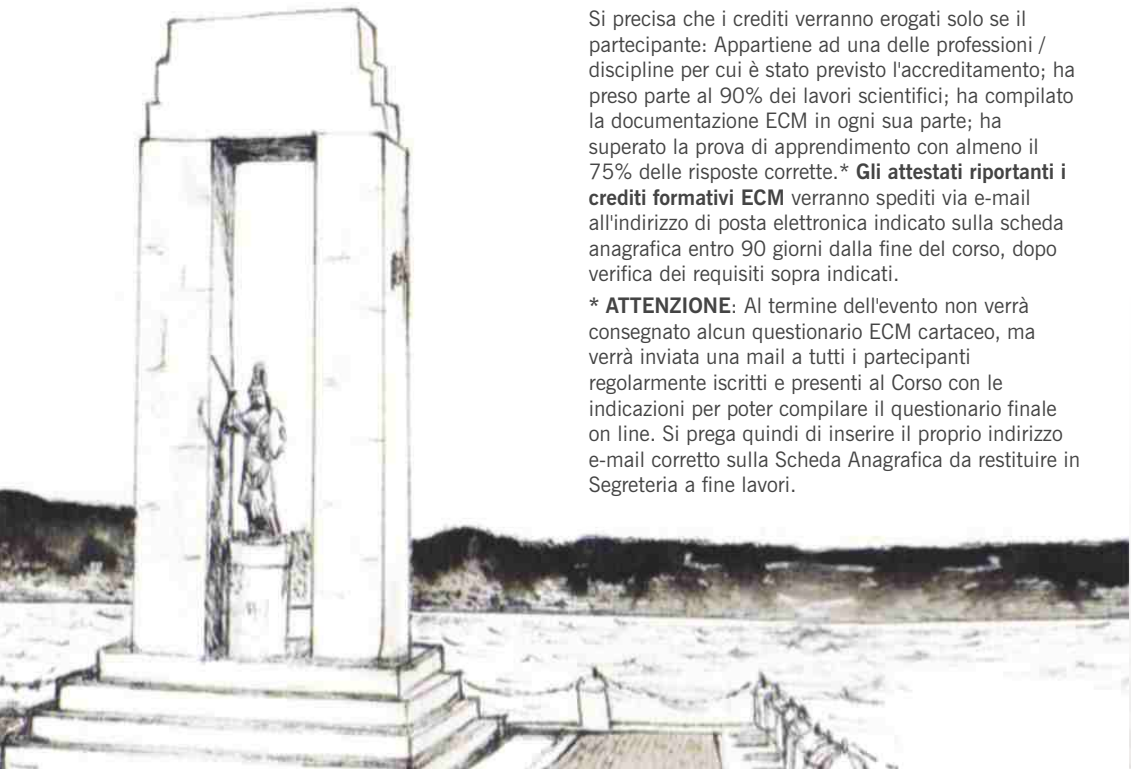 Si precisa che i crediti verranno erogati solo se il
partecipante: Appartiene ad una delle professioni /
discipline per cui è stato previsto l'accreditamento; ha
preso parte al 90% dei lavori scientifici; ha compilato
la documentazione ECM in ogni sua parte; ha
superato la prova di apprendimento con almeno il
75% delle risposte corrette.* Gli attestati riportanti i
crediti formativi ECM verranno spediti via e-mail
all'indirizzo di posta elettronica indicato sulla scheda
anagrafica entro 90 giorni dalla fine del corso, dopo
verifica dei requisiti sopra indicati.
* ATTENZIONE: Al termine dell'evento non verrà
consegnato alcun questionario ECM cartaceo, ma
verrà inviata una mail a tutti i partecipanti
regolarmente iscritti e presenti al Corso con le
indicazioni per poter compilare il questionario finale
on line. Si prega quindi di inserire il proprio indirizzo
e-mail corretto sulla Scheda Anagrafica da restituire in
Segreteria a fine lavori.